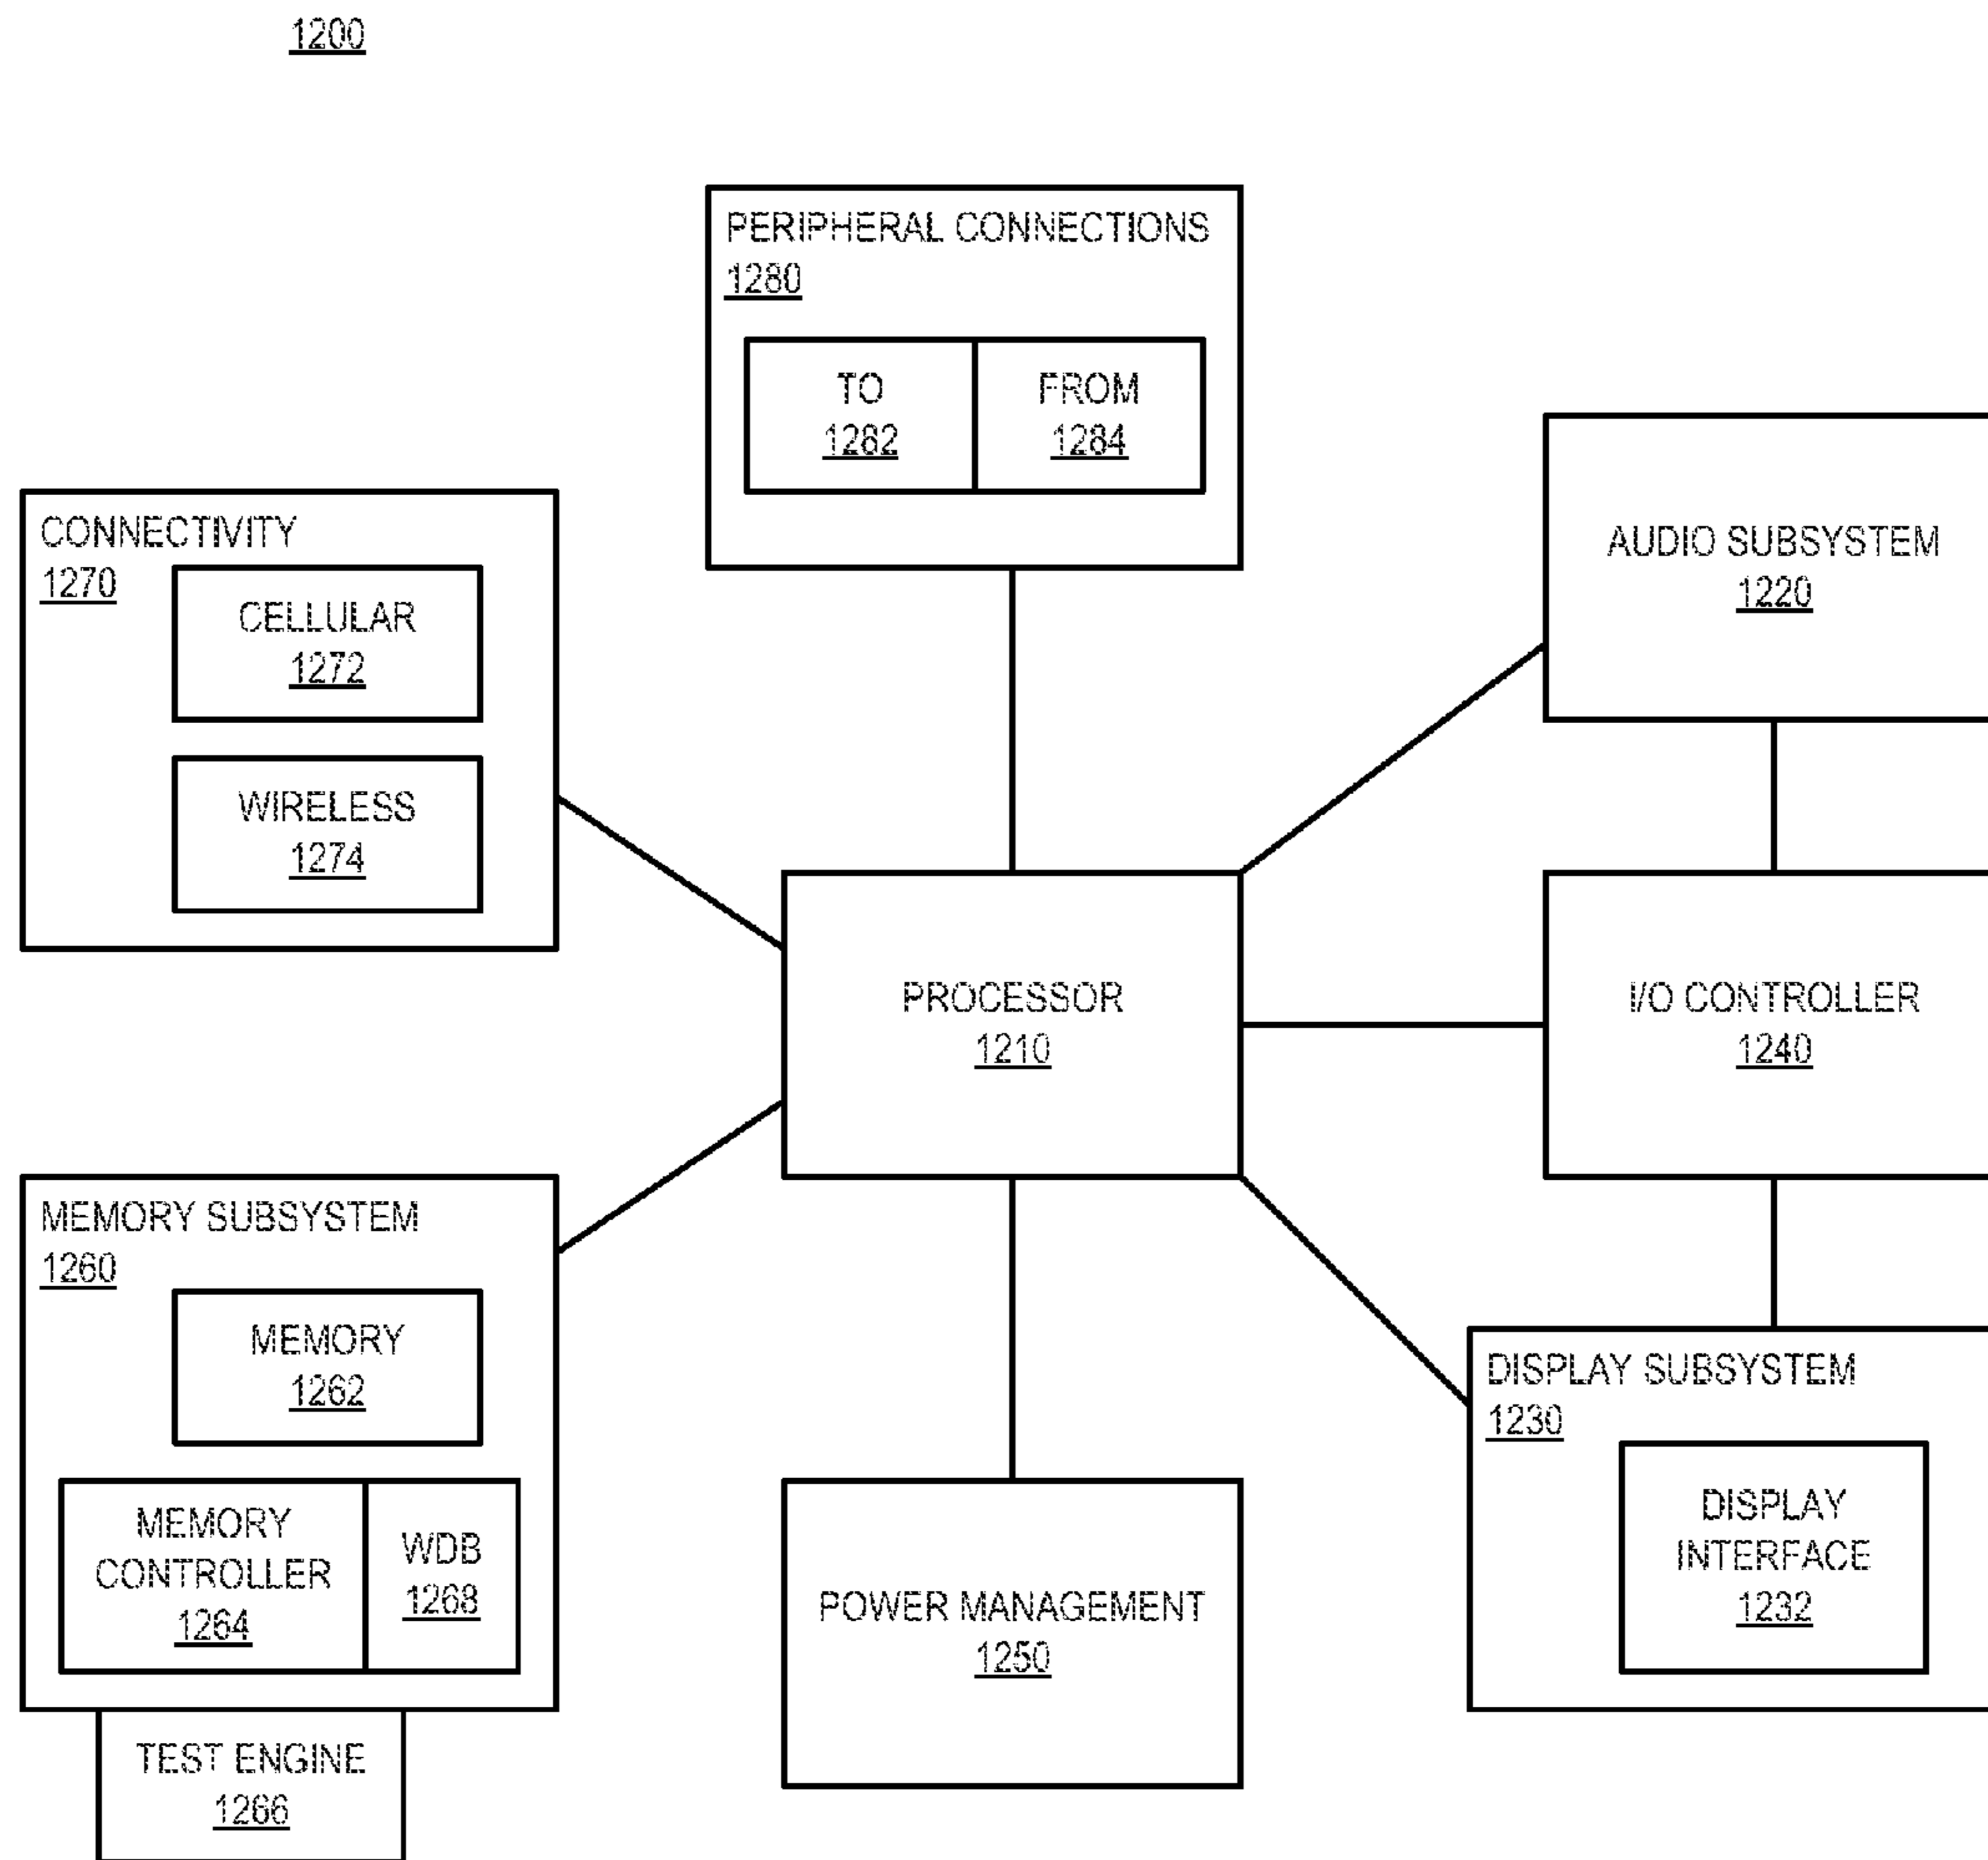 1200
PERIPHERAL CONNECTIONS
1280
TO
1282
FROM
1284
CONNECTIVITY
1270
CELLULAR
1272
WIRELESS
1274
AUDIO SUBSYSTEM
1220
PROCESSOR
1210
I/O CONTROLLER
1240
MEMORY SUBSYSTEM
1260
MEMORY
1262
MEMORY
CONTROLLER
1264
WDB
1268
TEST ENGINE
1266
POWER MANAGEMENT
1250
DISPLAY SUBSYSTEM
1230
DISPLAY
INTERFACE
1232